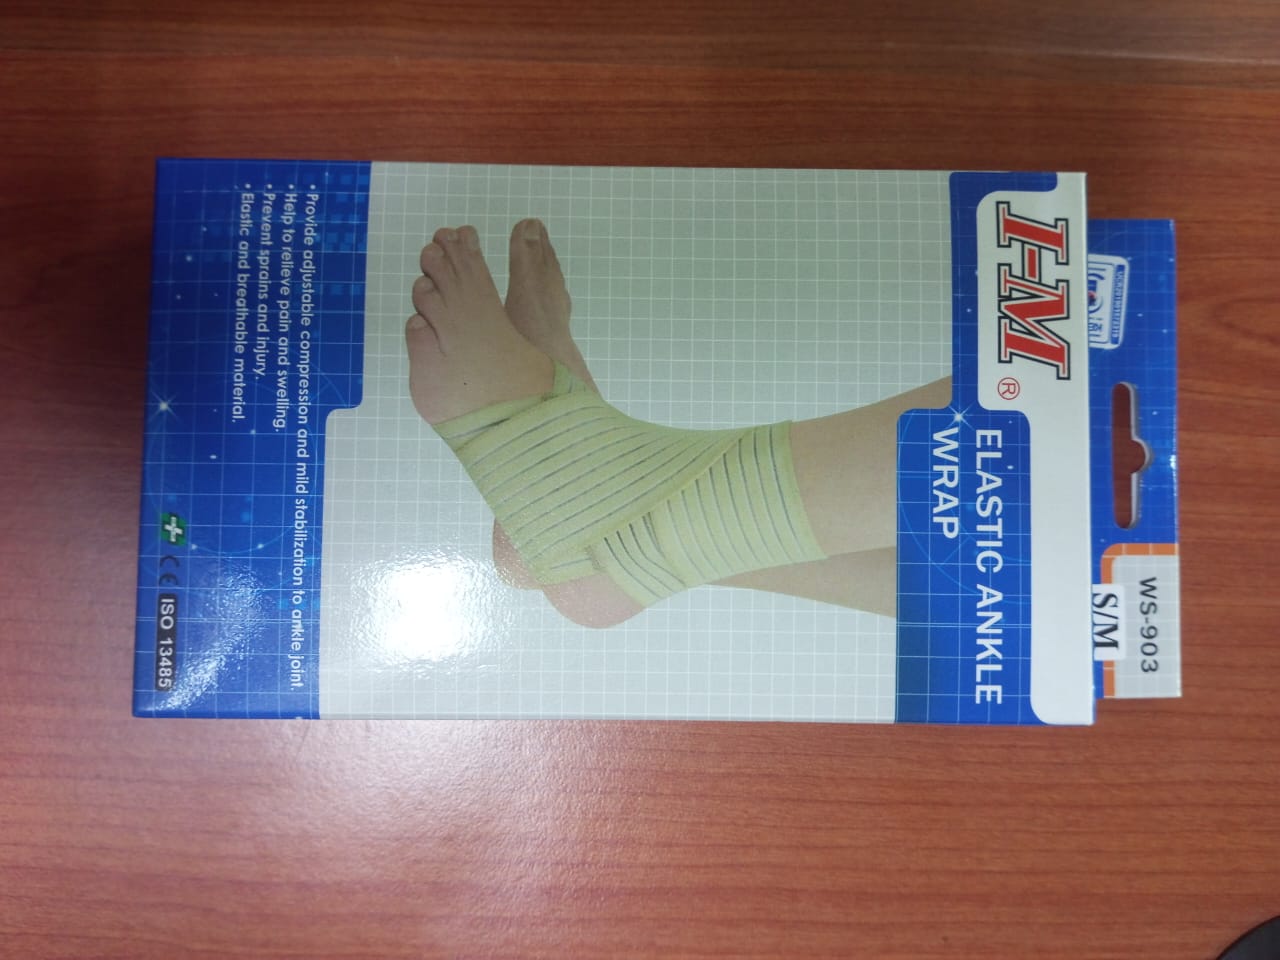 WS-903
S/M
I-M®
ELASTIC ANKLE
WRAP
• Provide adjustable compression and mild stabilization to ankle joint.
• Help to relieve pain and swelling.
• Prevent sprains and injury.
• Elastic and breathable material.
CE ISO 13485